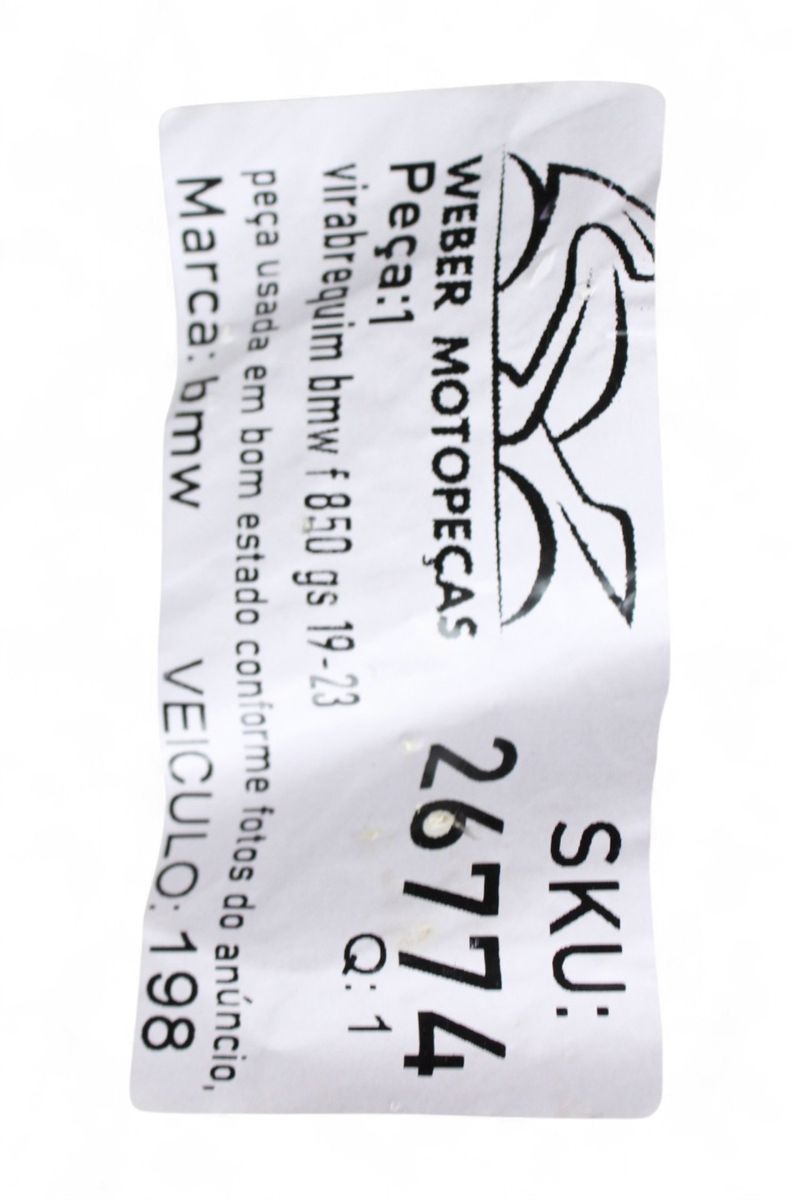 WEBER MOTOPEÇAS
SKU:
26774
Peça:1
Q: 1
virabrequim bmw f 850 gs 19-23
peça usada em bom estado conforme fotos do anúncio,
Marca: bmw
VEICULO: 198